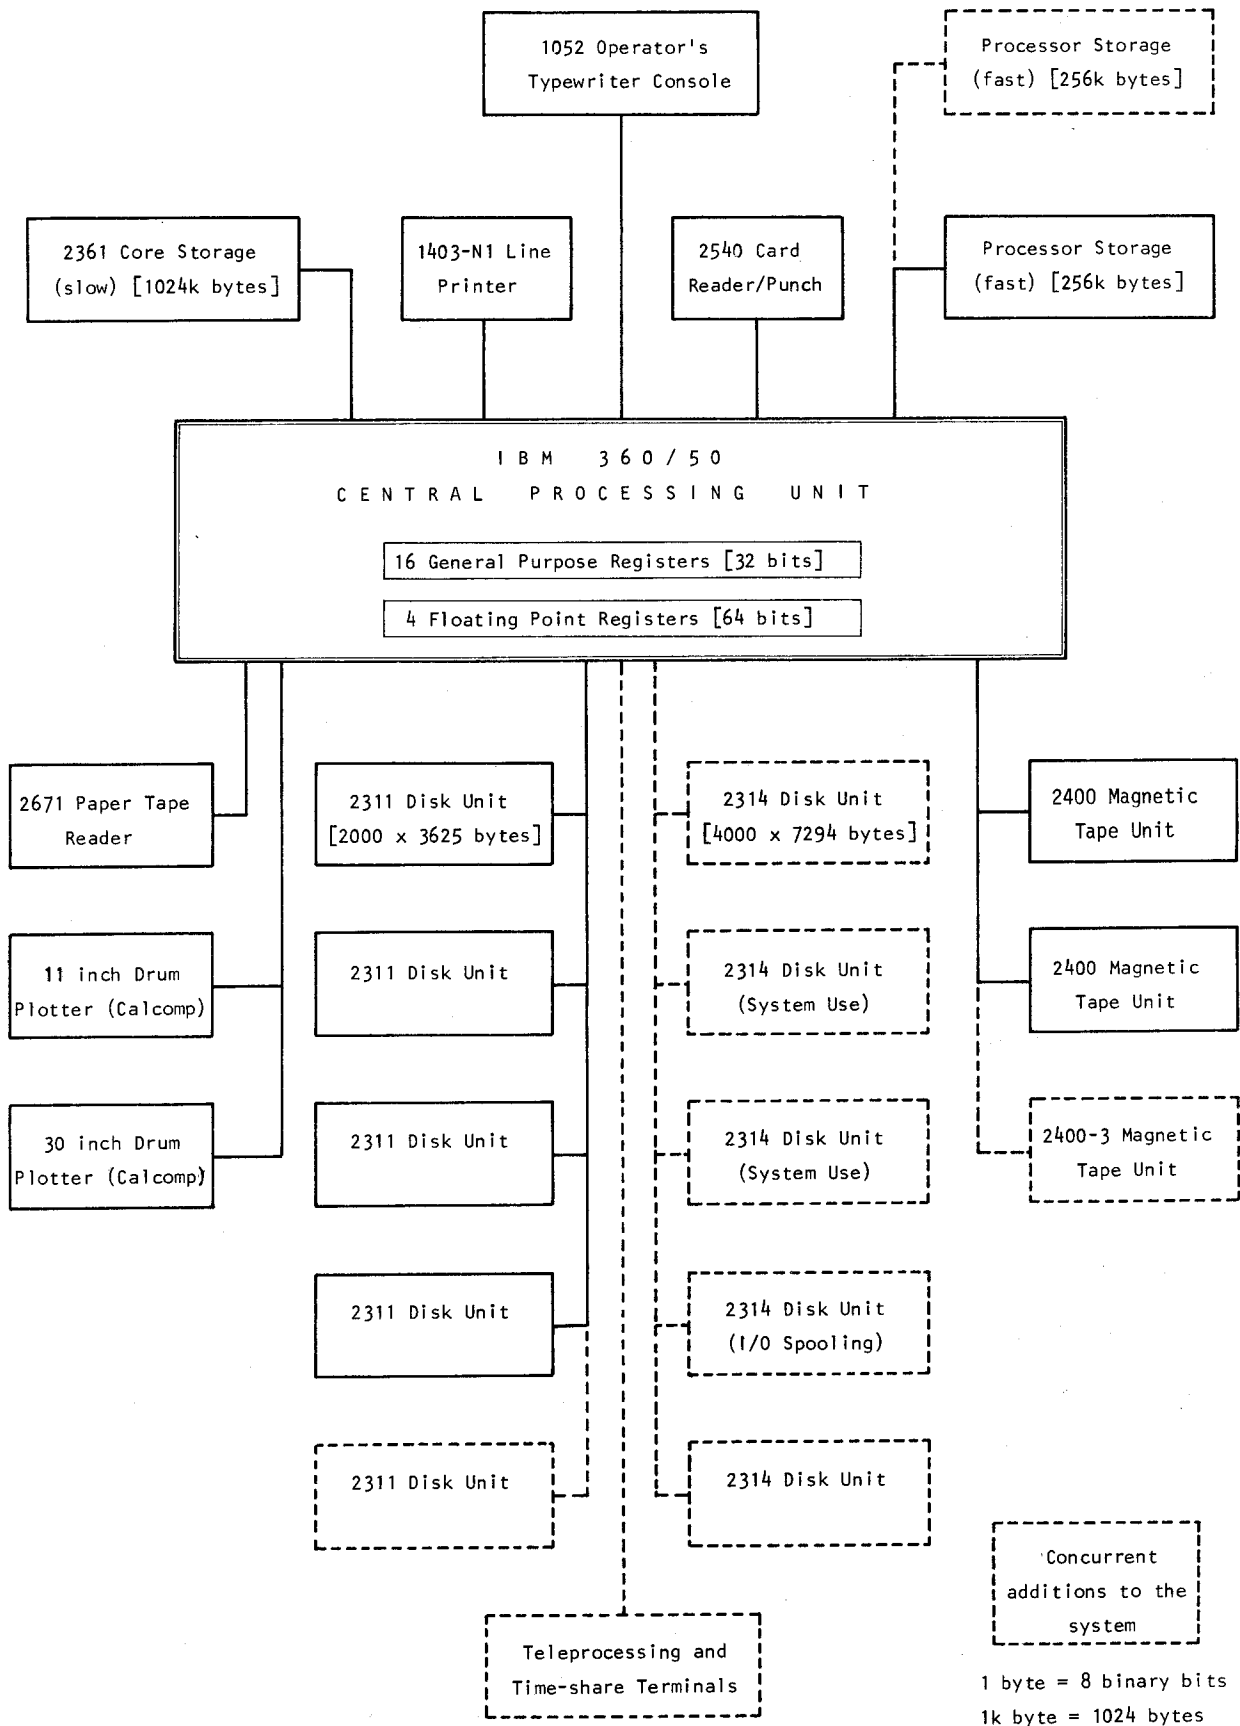 1052 Operator's
Typewriter Console
Processor Storage
(fast) [256k bytes]
2361 Core Storage
(slow) [1024k bytes]
1403-N1 Line
Printer
2540 Card
Reader/Punch
Processor Storage
(fast) [256k bytes]
IBM 360/50
CENTRAL PROCESSING UNIT
16 General Purpose Registers [32 bits]
4 Floating Point Registers [64 bits]
2671 Paper Tape
Reader
2311 Disk Unit
[2000 x 3625 bytes]
2314 Disk Unit
[4000 x 7294 bytes]
2400 Magnetic
Tape Unit
11 inch Drum
Plotter (Calcomp)
2311 Disk Unit
2314 Disk Unit
(System Use)
2400 Magnetic
Tape Unit
30 inch Drum
Plotter (Calcomp)
2311 Disk Unit
2314 Disk Unit
(System Use)
2400-3 Magnetic
Tape Unit
2311 Disk Unit
2314 Disk Unit
(I/O Spooling)
2311 Disk Unit
2314 Disk Unit
Concurrent
additions to the
system
Teleprocessing and
Time-share Terminals
1 byte = 8 binary bits
1k byte = 1024 bytes